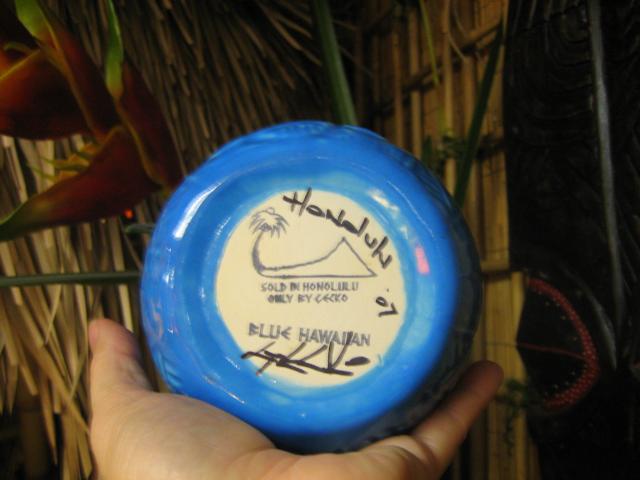 Honolulu
'07
SOLD IN HONOLULU
ONLY BY GECKO
BLUE HAWAIIAN